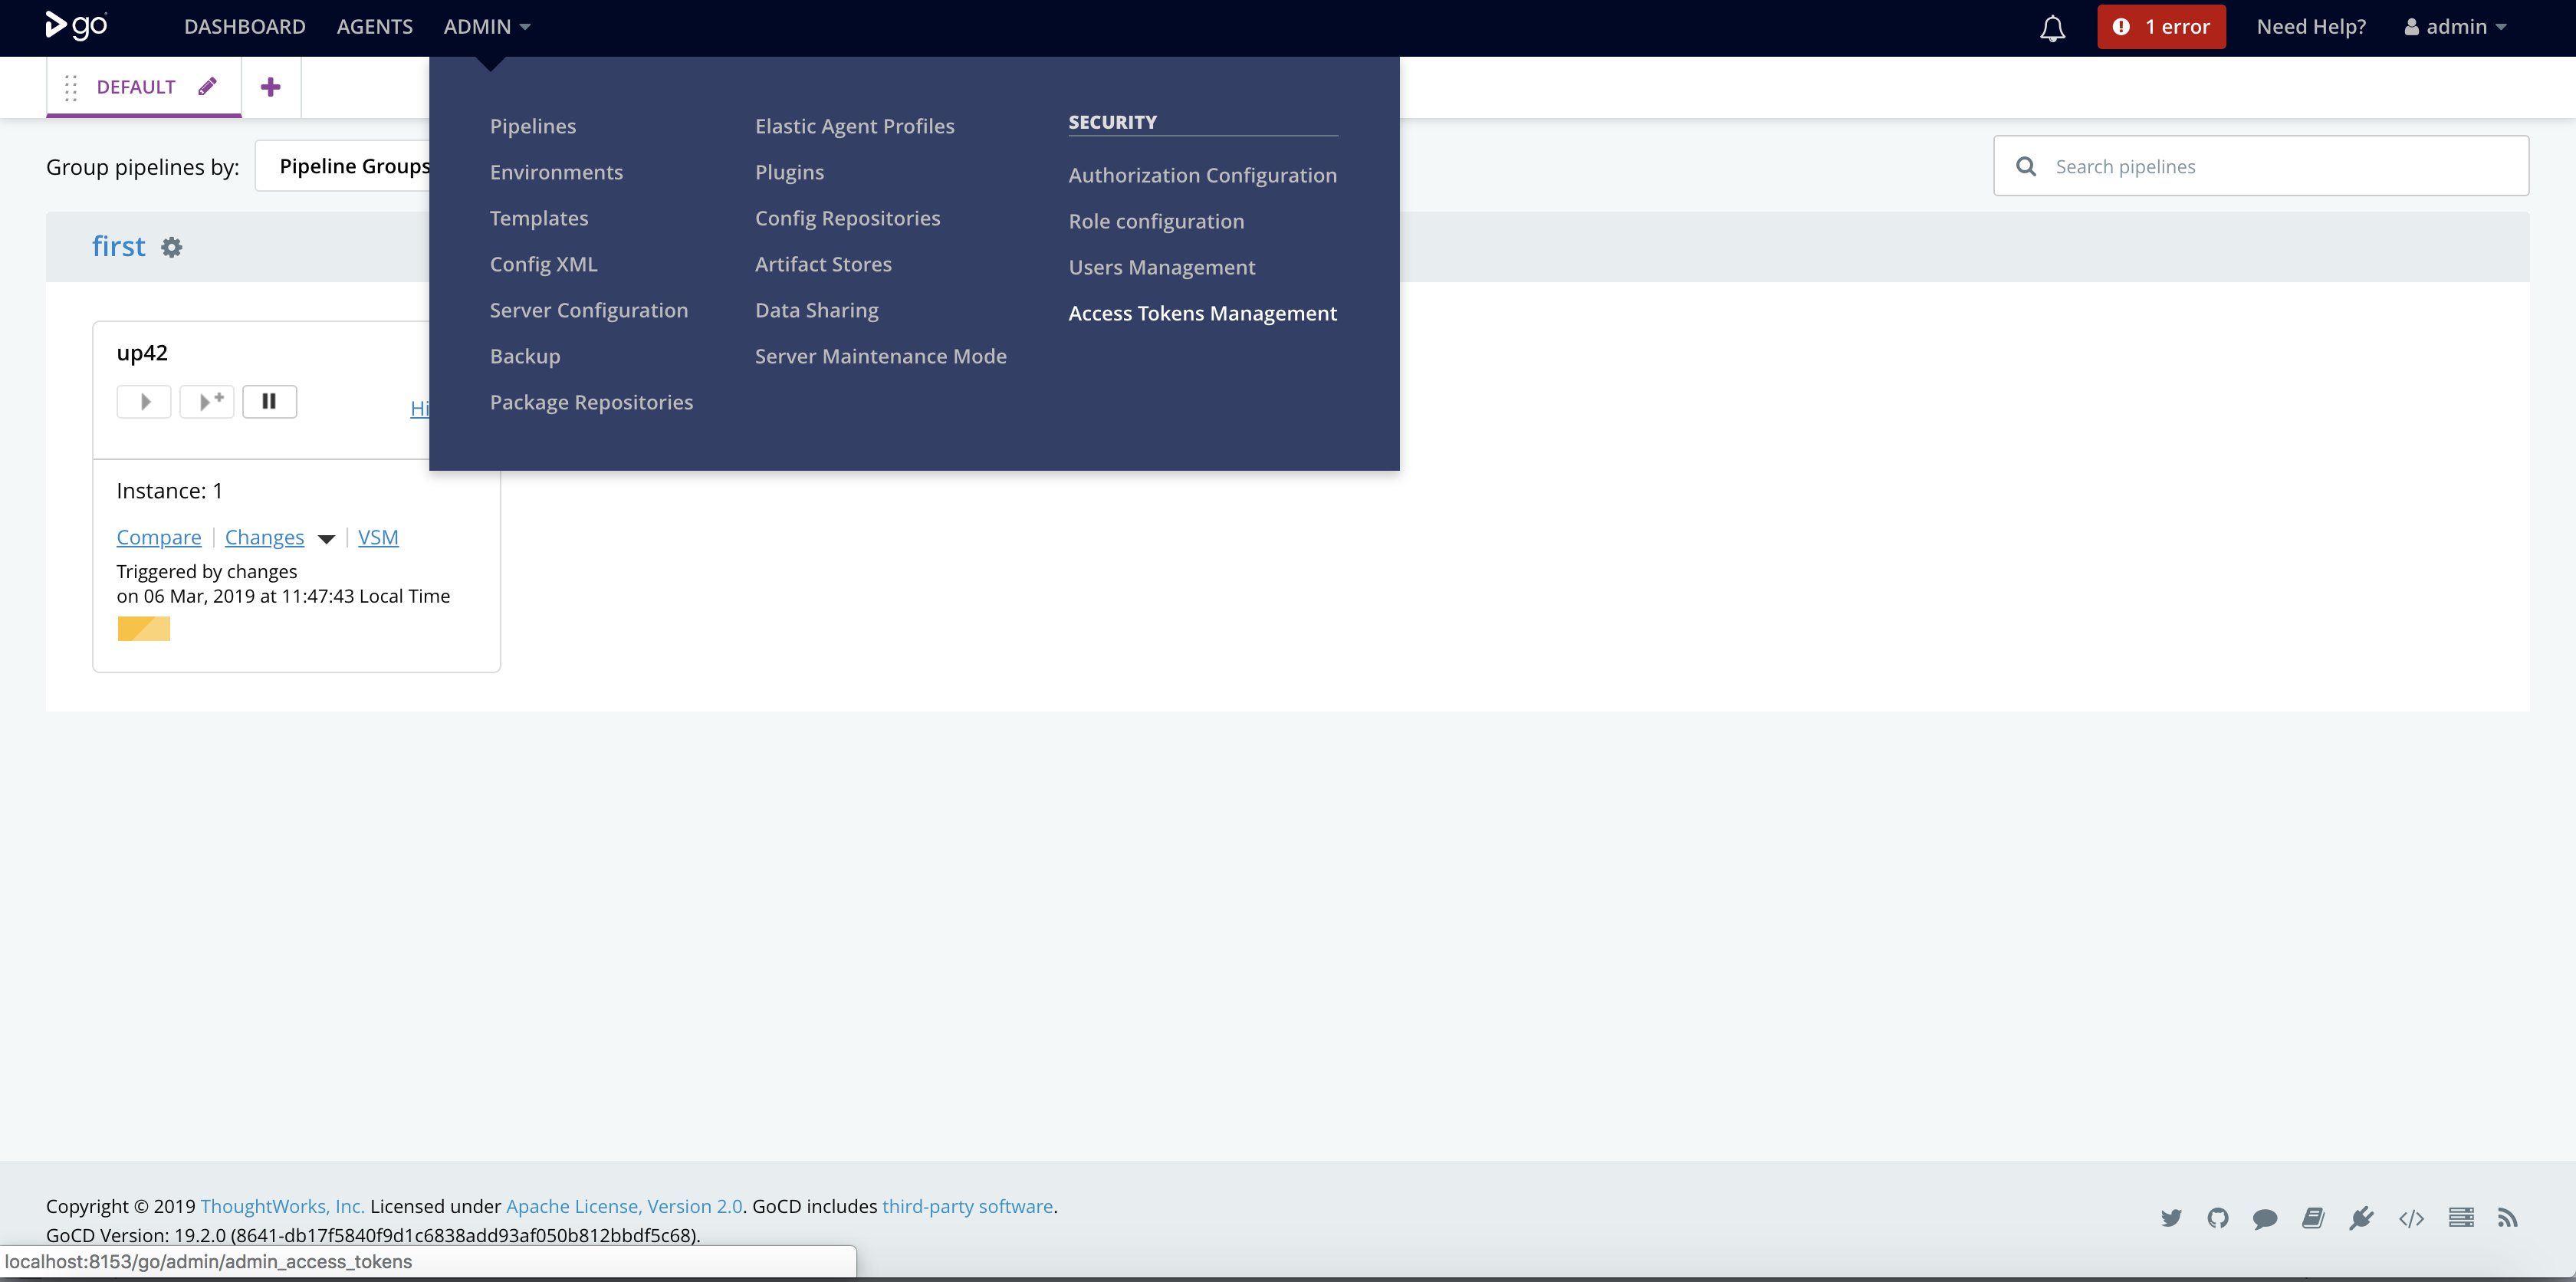 go DASHBOARD AGENTS ADMIN 1 error Need Help? admin
DEFAULT
Group pipelines by: Pipeline Groups
Search pipelines
first
Pipelines
Environments
Templates
Config XML
Server Configuration
Backup
Package Repositories
Elastic Agent Profiles
Plugins
Config Repositories
Artifact Stores
Data Sharing
Server Maintenance Mode
SECURITY
Authorization Configuration
Role configuration
Users Management
Access Tokens Management
up42
Hi
Instance: 1
Compare Changes VSM
Triggered by changes
on 06 Mar, 2019 at 11:47:43 Local Time
Copyright © 2019 ThoughtWorks, Inc. Licensed under Apache License, Version 2.0. GoCD includes third-party software.
GoCD Version: 19.2.0 (8641-db17f5840f9d1c6838add93af050b812bbdf5c68).
localhost:8153/go/admin/admin_access_tokens